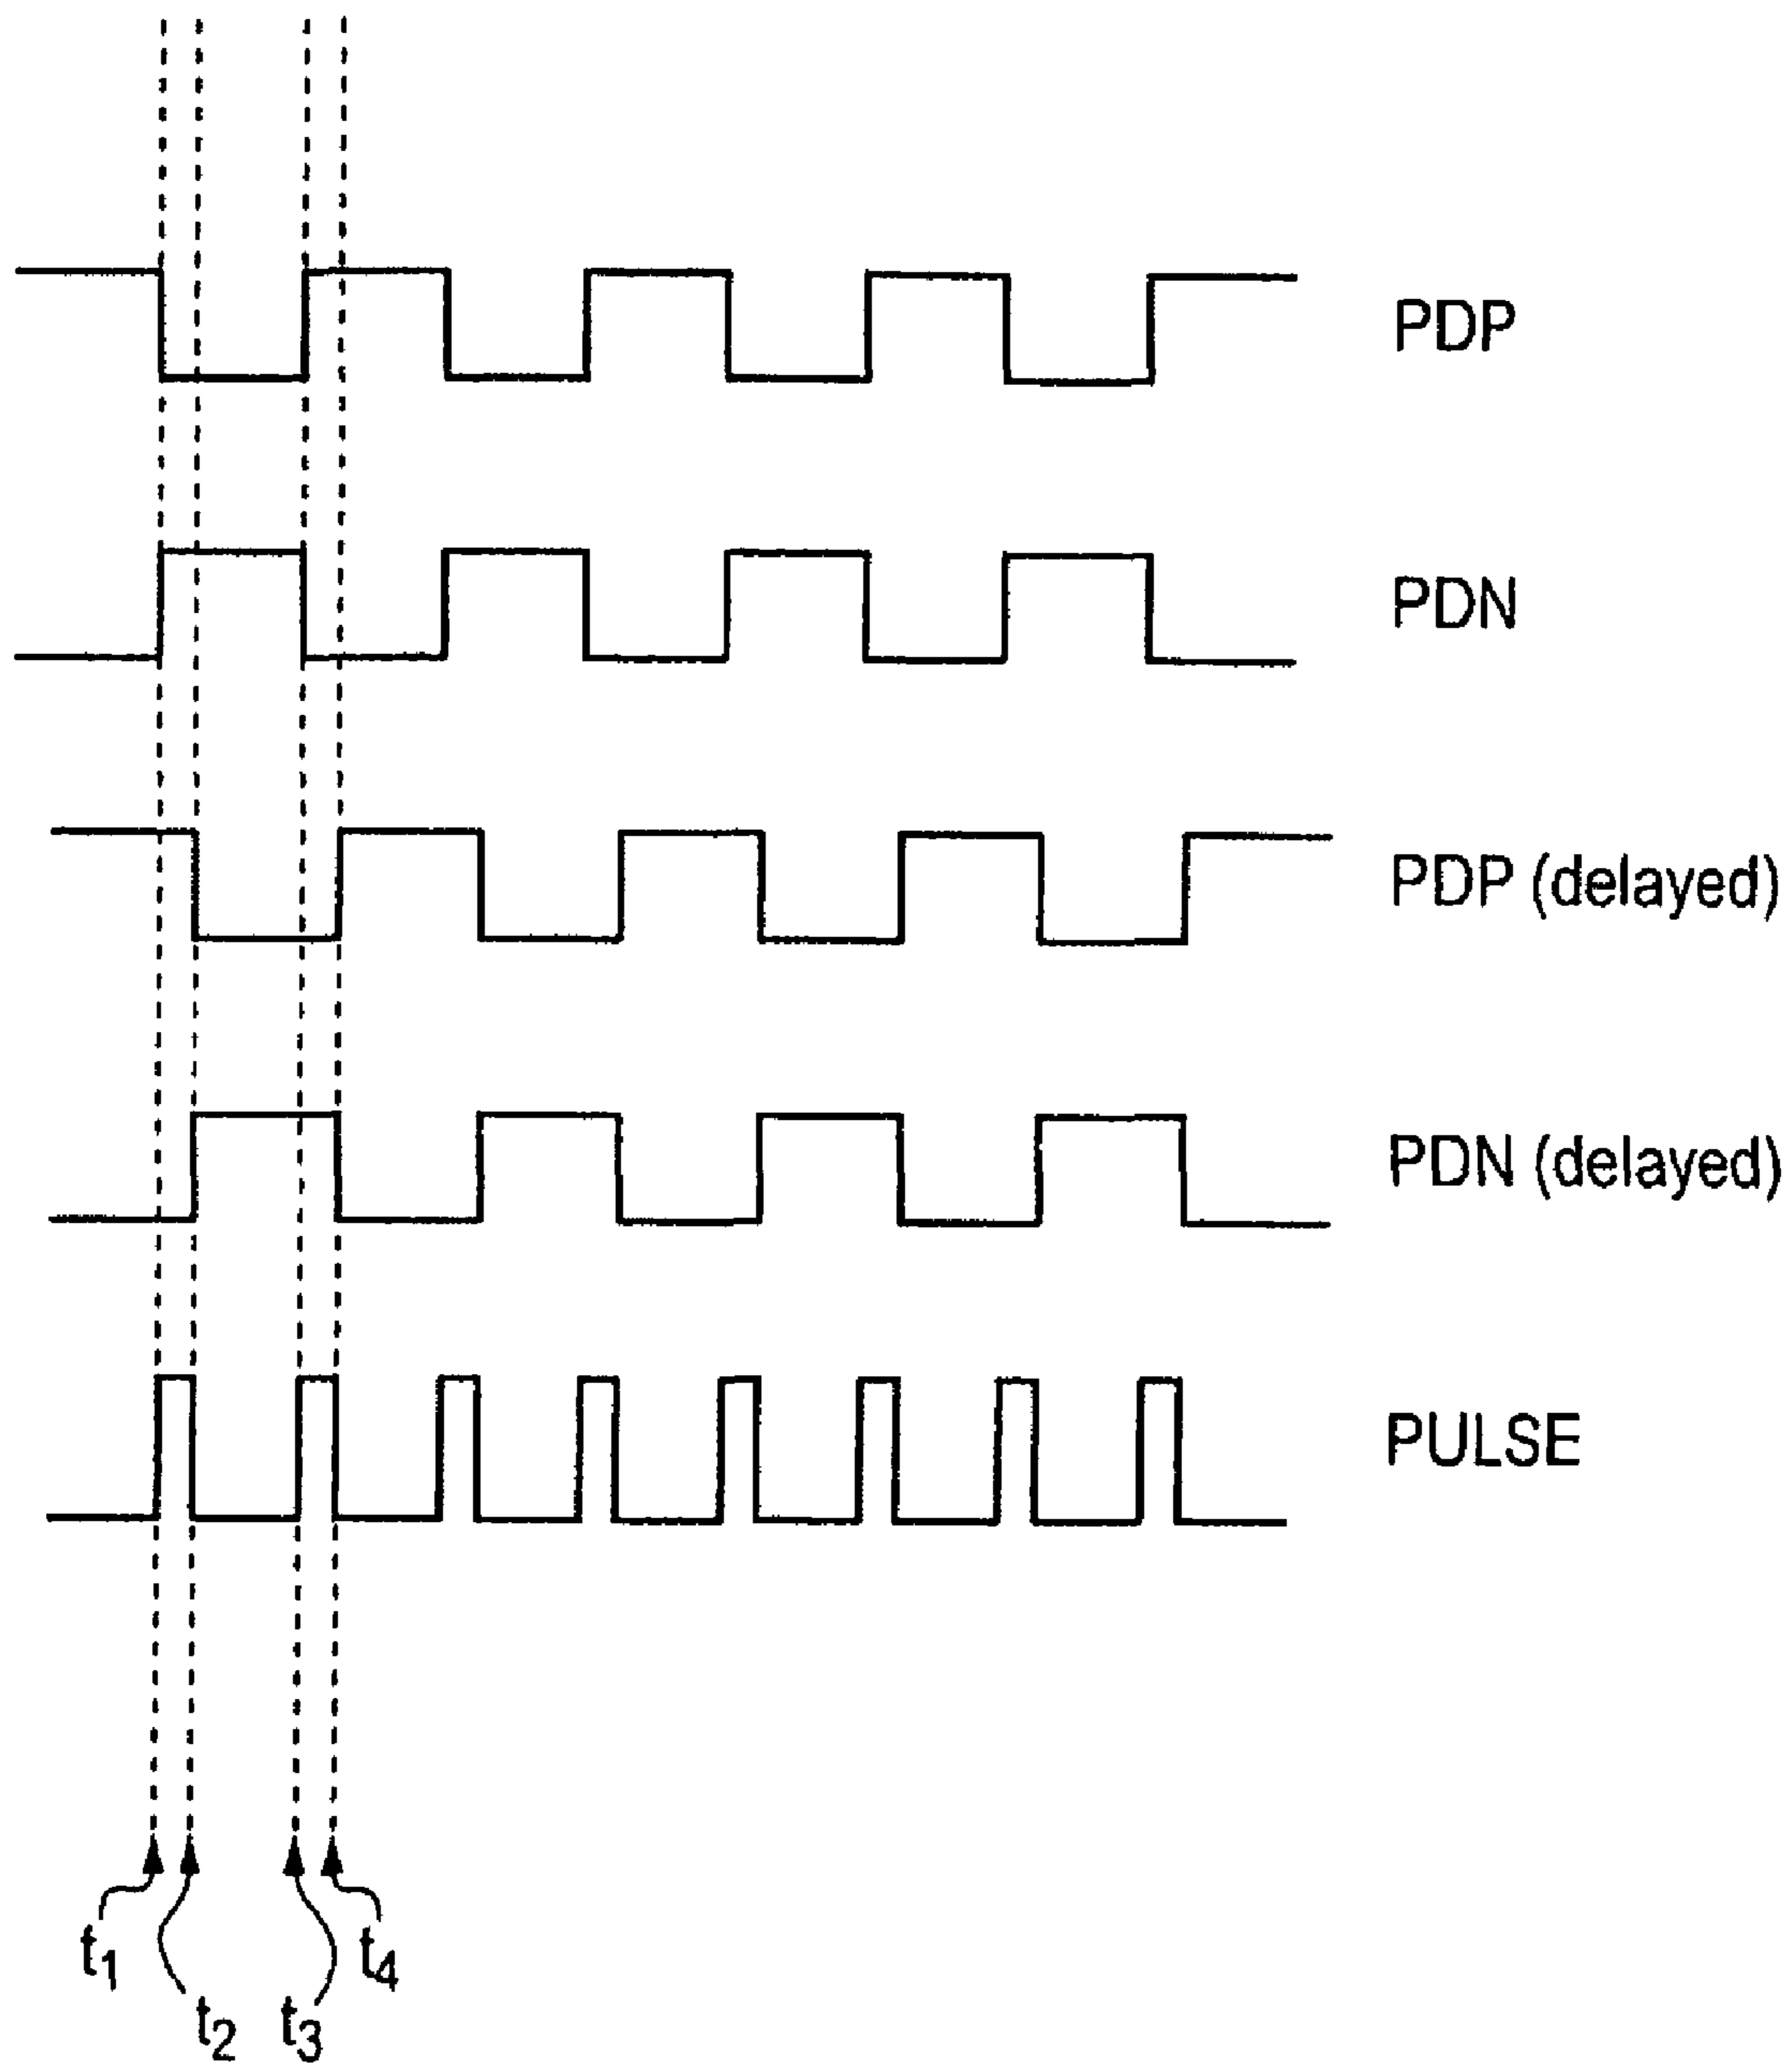 PDP
PDN
PDP (delayed)
PDN (delayed)
PULSE
t1
t2
t3
t4